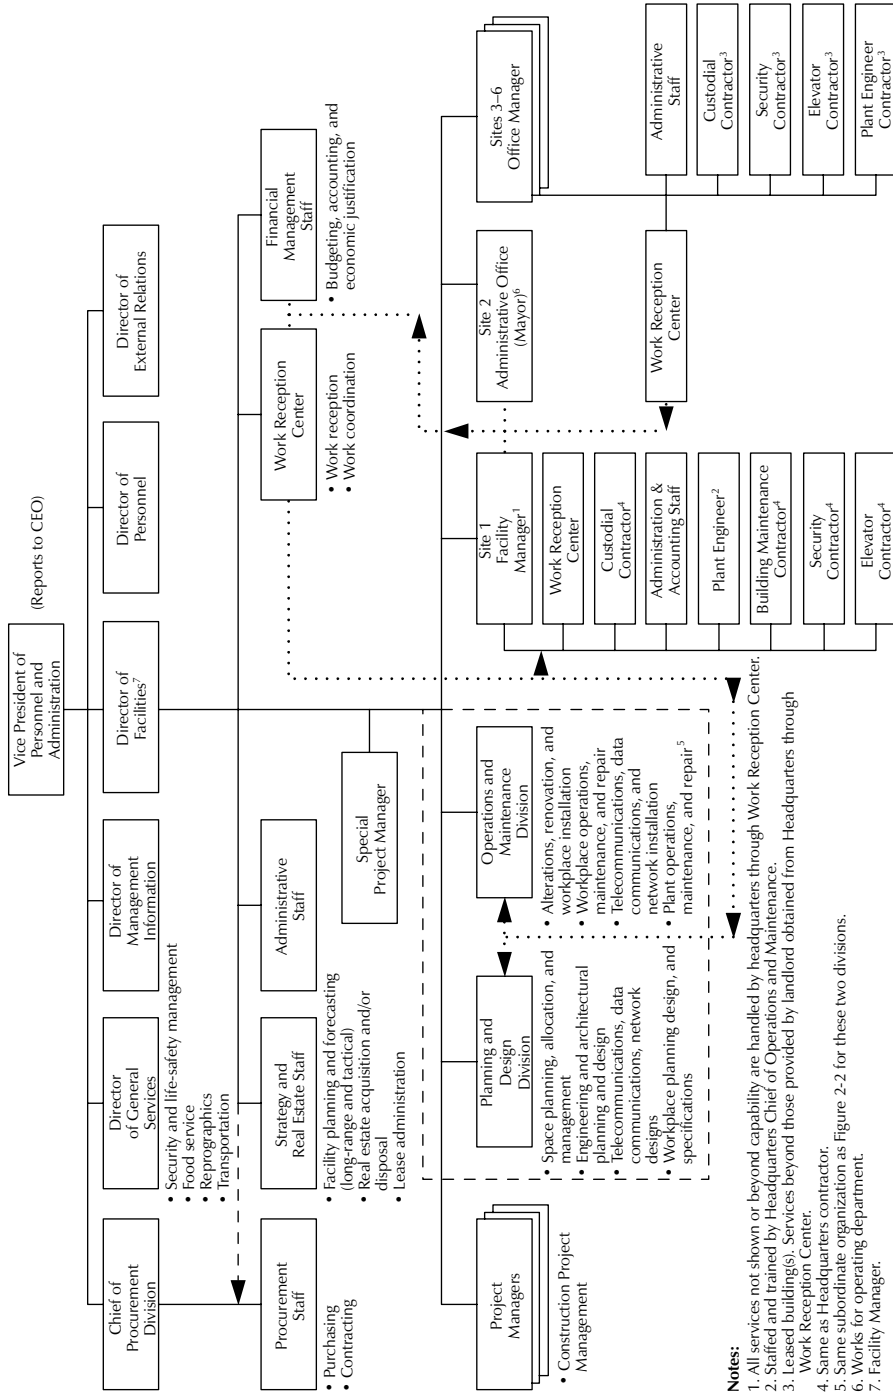 Vice President of
Personnel and
Administration
(Reports to CEO)
Chief of
Procurement
Division
Director
of General
Services
• Security and life-safety management
• Food service
• Reprographics
• Transportation
Director of
Management
Information
Director of
Facilities7
Director of
Personnel
Director of
External Relations
Procurement
Staff
• Purchasing
• Contracting
Strategy and
Real Estate Staff
• Facility planning and forecasting
(long-range and tactical)
• Real estate acquisition and/or
disposal
• Lease administration
Administrative
Staff
Special
Project Manager
Work Reception
Center
• Work reception
• Work coordination
Financial
Management
Staff
• Budgeting, accounting, and
economic justification
Project
Managers
• Construction Project
Management
Planning and
Design
Division
• Space planning, allocation, and
management
• Engineering and architectural
planning and design
• Telecommunications, data
communications, network
designs
• Workplace planning design, and
specifications
Operations and
Maintenance
Division
• Alterations, renovation, and
workplace installation
• Workplace operations,
maintenance, and repair
• Telecommunications, data
communications, and
network installation
• Plant operations,
maintenance, and repair5
Site 1
Facility
Manager1
Work Reception
Center
Custodial
Contractor4
Administration &
Accounting Staff
Plant Engineer2
Building Maintenance
Contractor4
Security
Contractor4
Elevator
Contractor4
Site 2
Administrative Office
(Mayor)6
Sites 3–6
Office Manager
Work Reception
Center
Administrative
Staff
Custodial
Contractor3
Security
Contractor3
Elevator
Contractor3
Plant Engineer
Contractor3
Notes:
1. All services not shown or beyond capability are handled by headquarters through Work Reception Center.
2. Staffed and trained by Headquarters Chief of Operations and Maintenance.
3. Leased building(s). Services beyond those provided by landlord obtained from Headquarters through
Work Reception Center.
4. Same as Headquarters contractor.
5. Same subordinate organization as Figure 2-2 for these two divisions.
6. Works for operating department.
7. Facility Manager.